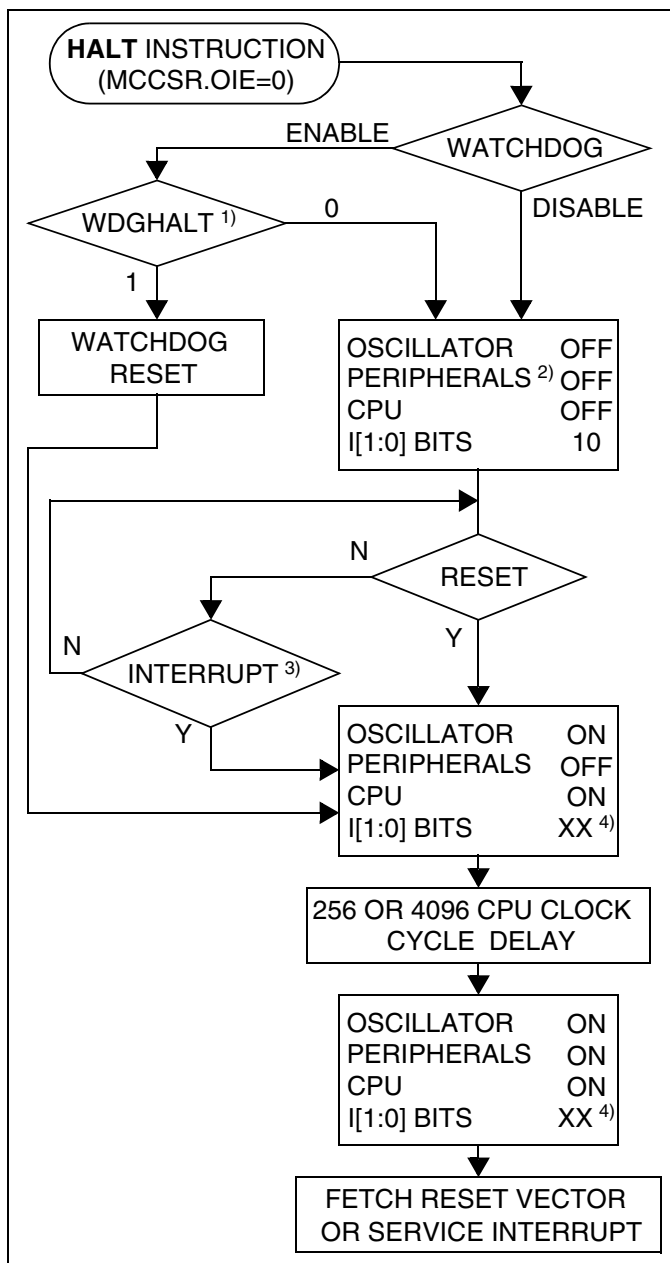 HALT INSTRUCTION
(MCCSR.OIE=0)
ENABLE
WATCHDOG
WDGHALT 1)
0
DISABLE
1
WATCHDOG
RESET
OSCILLATOR OFF
PERIPHERALS 2) OFF
CPU OFF
I[1:0] BITS 10
N
RESET
N
Y
INTERRUPT 3)
Y
OSCILLATOR ON
PERIPHERALS OFF
CPU ON
I[1:0] BITS XX 4)
256 OR 4096 CPU CLOCK
CYCLE DELAY
OSCILLATOR ON
PERIPHERALS ON
CPU ON
I[1:0] BITS XX 4)
FETCH RESET VECTOR
OR SERVICE INTERRUPT